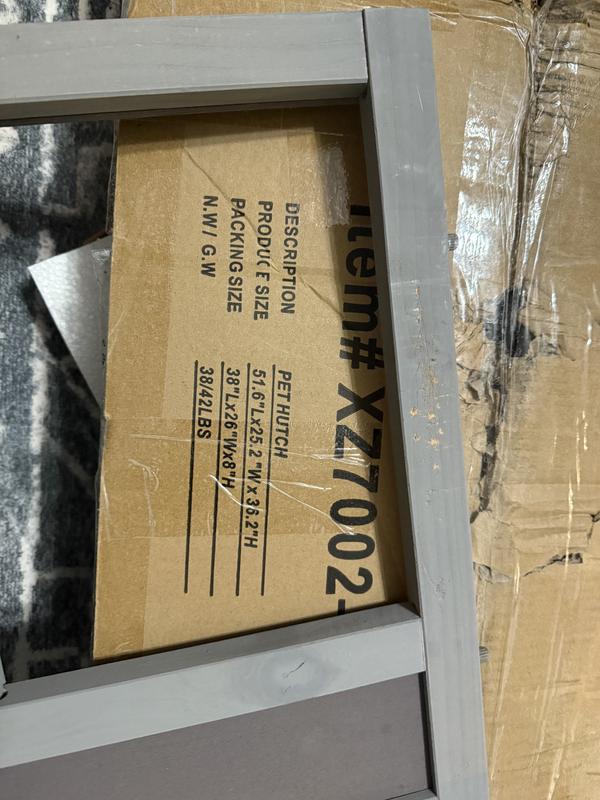 Item# XZ7002-
DESCRIPTION PET HUTCH
PRODUCE SIZE 51.6"Lx25.2"Wx36.2"H
PACKING SIZE 38"Lx26"Wx8"H
N.W/ G.W 38/42LBS